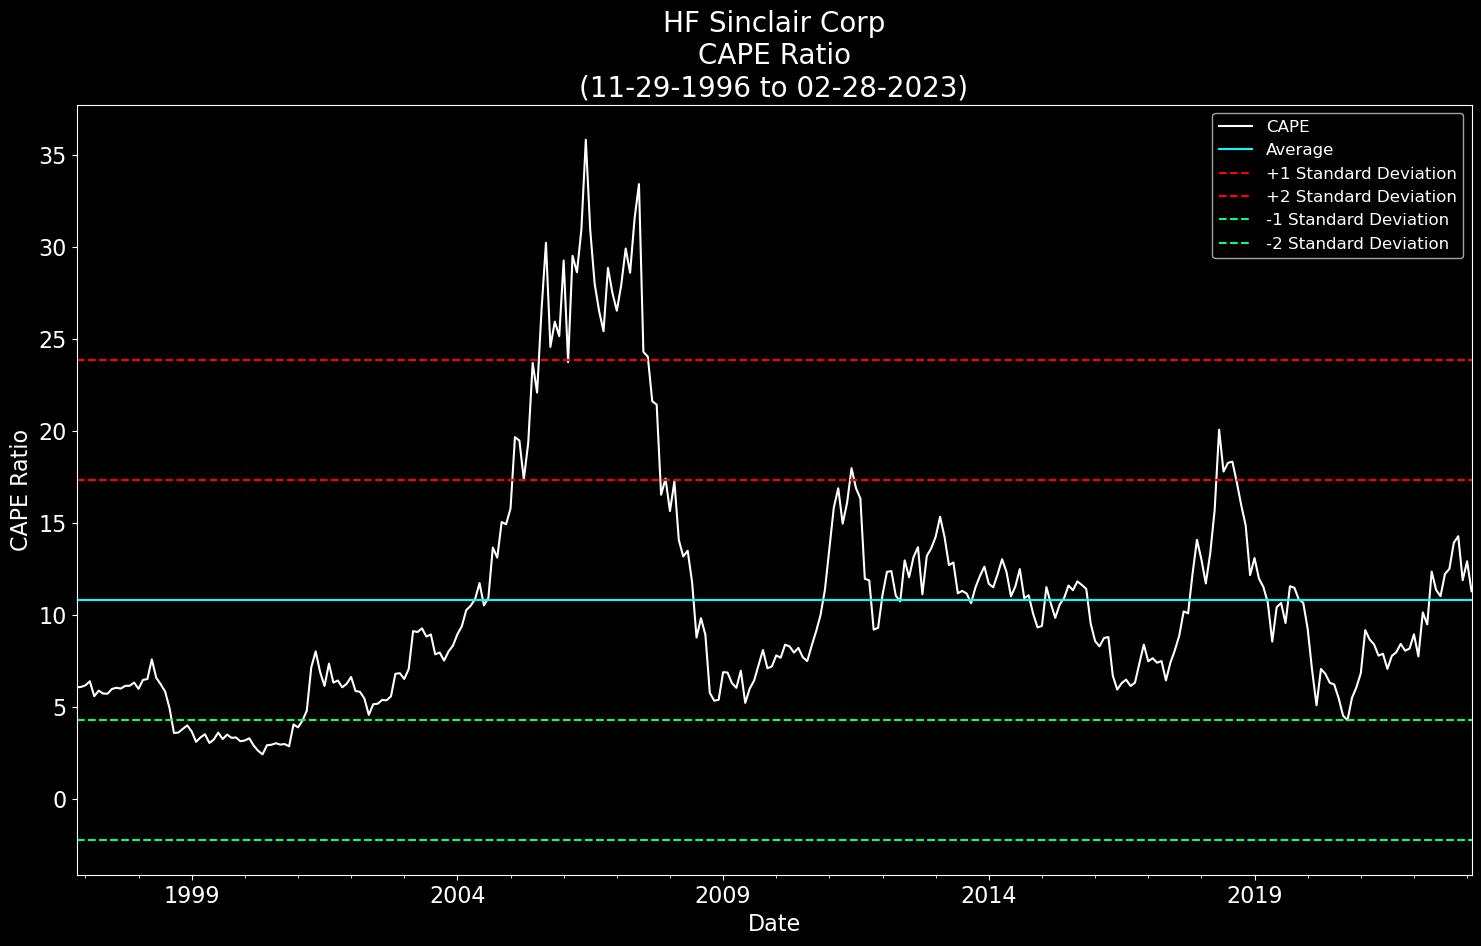 HF Sinclair Corp
CAPE Ratio
(11-29-1996 to 02-28-2023)
CAPE
Average
+1 Standard Deviation
+2 Standard Deviation
-1 Standard Deviation
-2 Standard Deviation
CAPE Ratio
35
30
25
20
15
10
5
0
1999
2004
2009
2014
2019
Date